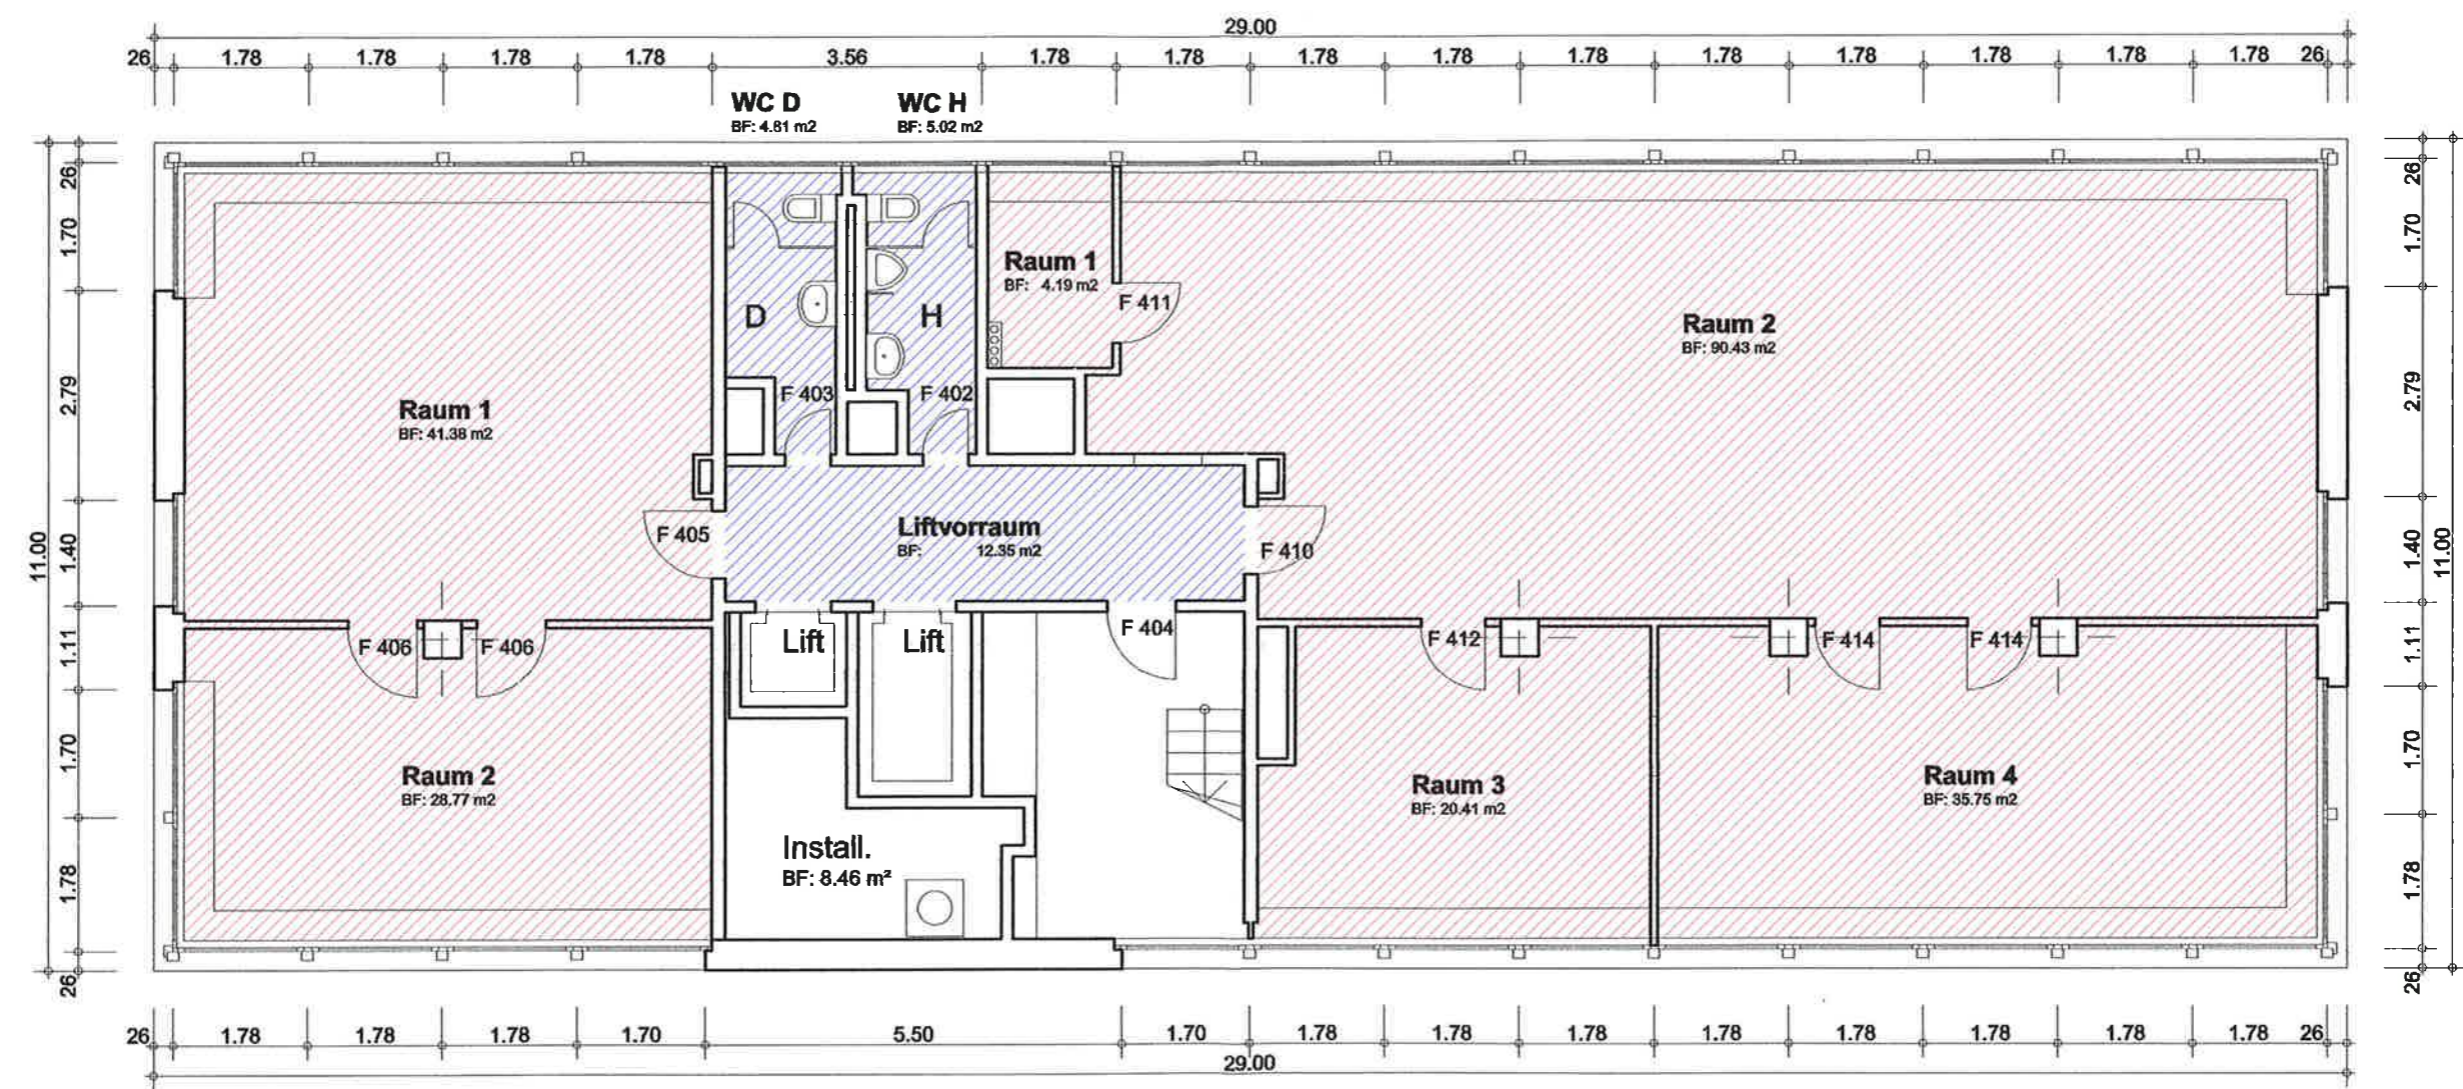 29.00
26 1.78 1.78 1.78 1.78 3.56 1.78 1.78 1.78 1.78 1.78 1.78 1.78 1.78 1.78 1.78 26
WC D
BF: 4.81 m2
WC H
BF: 5.02 m2
11.00
26
1.70
2.79
1.40
1.11
1.70
1.78
26
Raum 1
BF: 41.38 m2
D
H
F 403
F 402
Raum 1
BF: 4.19 m2
F 411
Raum 2
BF: 90.43 m2
F 405
Liftvorraum
BF: 12.35 m2
F 410
F 406
F 406
Lift
Lift
F 404
F 412
F 414
F 414
Raum 2
BF: 28.77 m2
Install.
BF: 8.46 m²
Raum 3
BF: 20.41 m2
Raum 4
BF: 35.75 m2
26
1.70
2.79
1.40
1.11
1.70
1.78
26
11.00
26 1.78 1.78 1.78 1.70 5.50 1.70 1.78 1.78 1.78 1.78 1.78 1.78 1.78 1.78 26
29.00